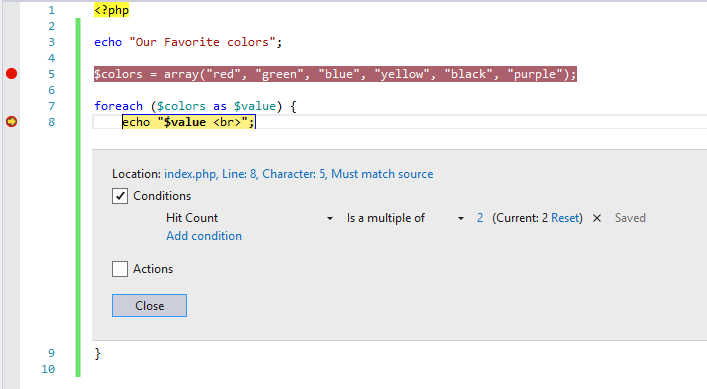 1 <?php
2
3 echo "Our Favorite colors";
4
5 $colors = array("red", "green", "blue", "yellow", "black", "purple");
6
7 foreach ($colors as $value) {
8 echo "$value <br>";
Location: index.php, Line: 8, Character: 5, Must match source
Conditions
Hit Count Is a multiple of 2 (Current: 2 Reset) × Saved
Add condition
Actions
Close
9 }
10